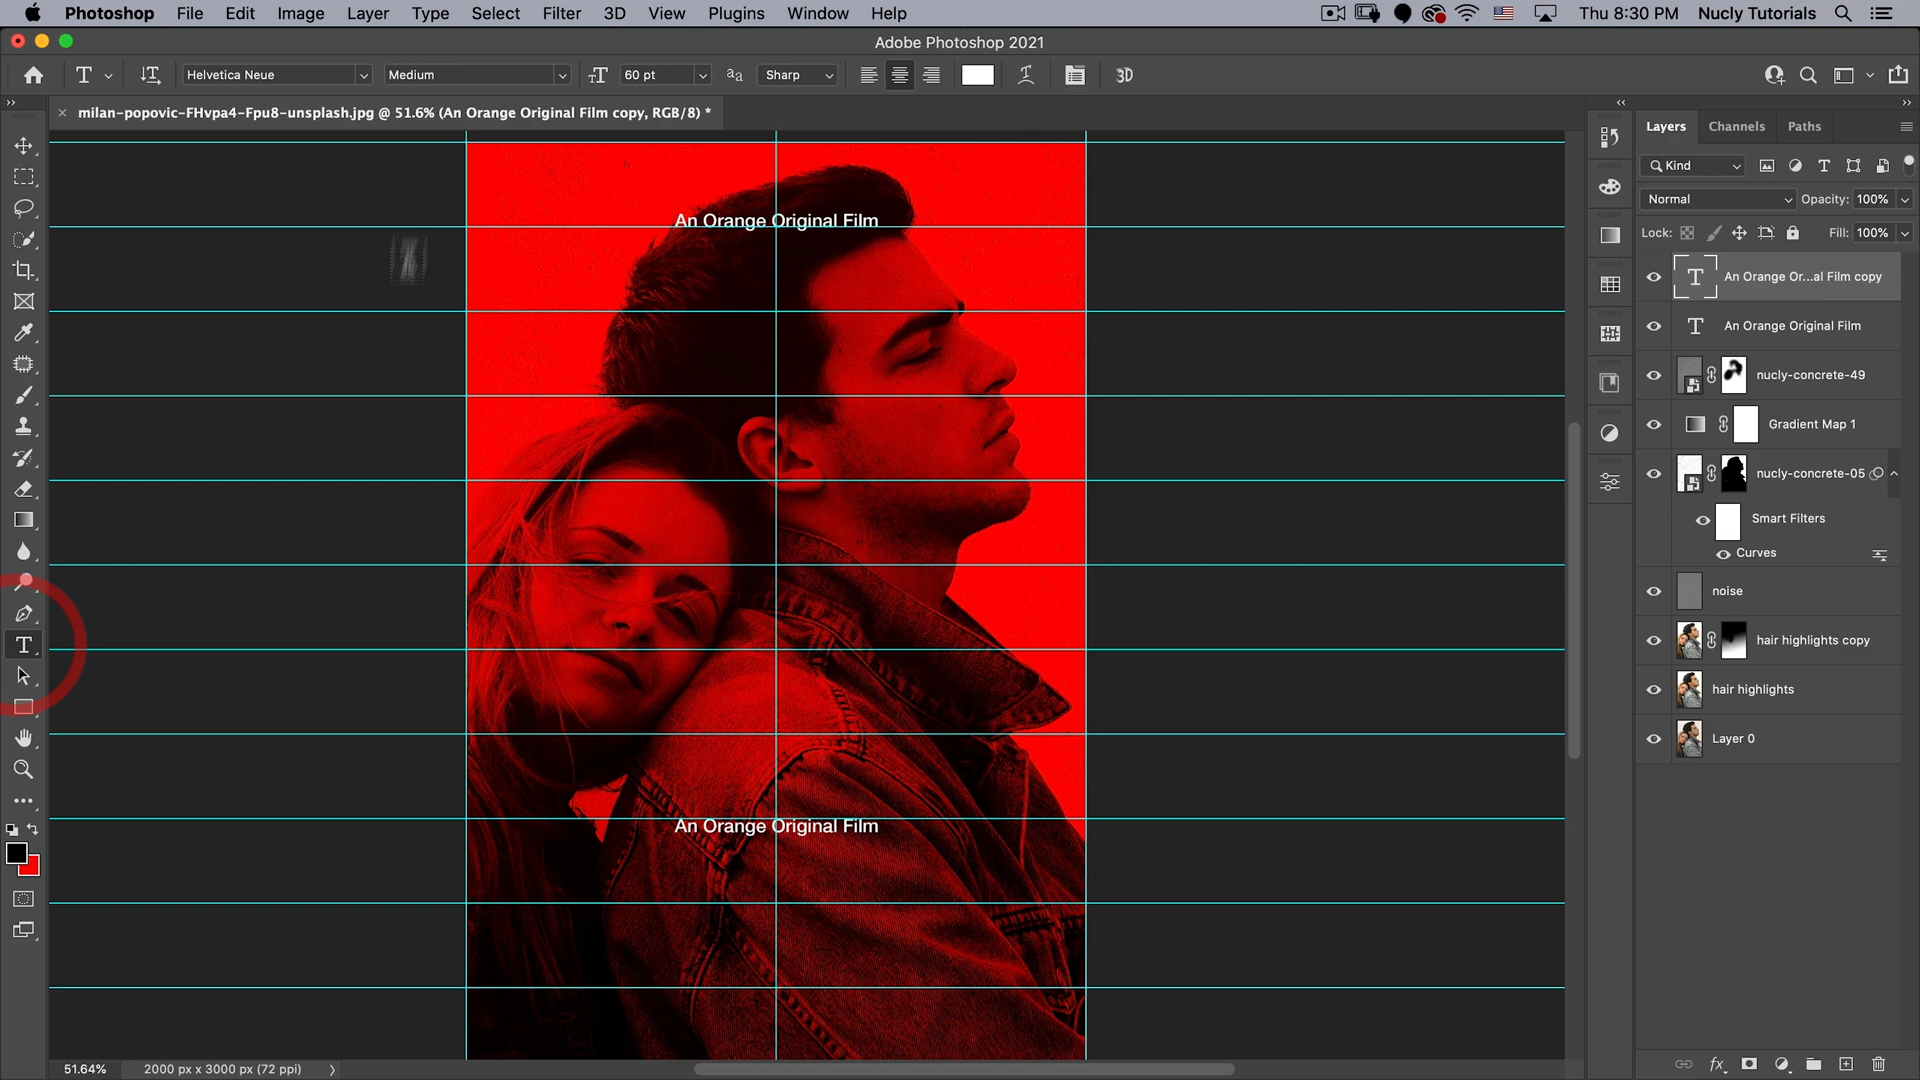 Photoshop File Edit Image Layer Type Select Filter 3D View Plugins Window Help Thu 8:30 PM Nucly Tutorials
Adobe Photoshop 2021
T Helvetica Neue Medium 60 pt aa Sharp 3D
milan-popovic-FHvpa4-Fpu8-unsplash.jpg @ 51.6% (An Orange Original Film copy, RGB/8) *
Layers Channels Paths
Kind
Normal Opacity: 100%
Lock: Fill: 100%
An Orange Or...al Film copy
An Orange Original Film
nucly-concrete-49
Gradient Map 1
nucly-concrete-05
Smart Filters
Curves
noise
hair highlights copy
hair highlights
Layer 0
An Orange Original Film
An Orange Original Film
51.64% 2000 px x 3000 px (72 ppi)
fx